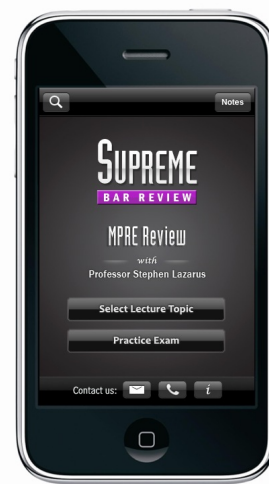 Notes
SUPREME
BAR REVIEW
MPRE Review
with
Professor Stephen Lazarus
Select Lecture Topic
Practice Exam
Contact us:
i